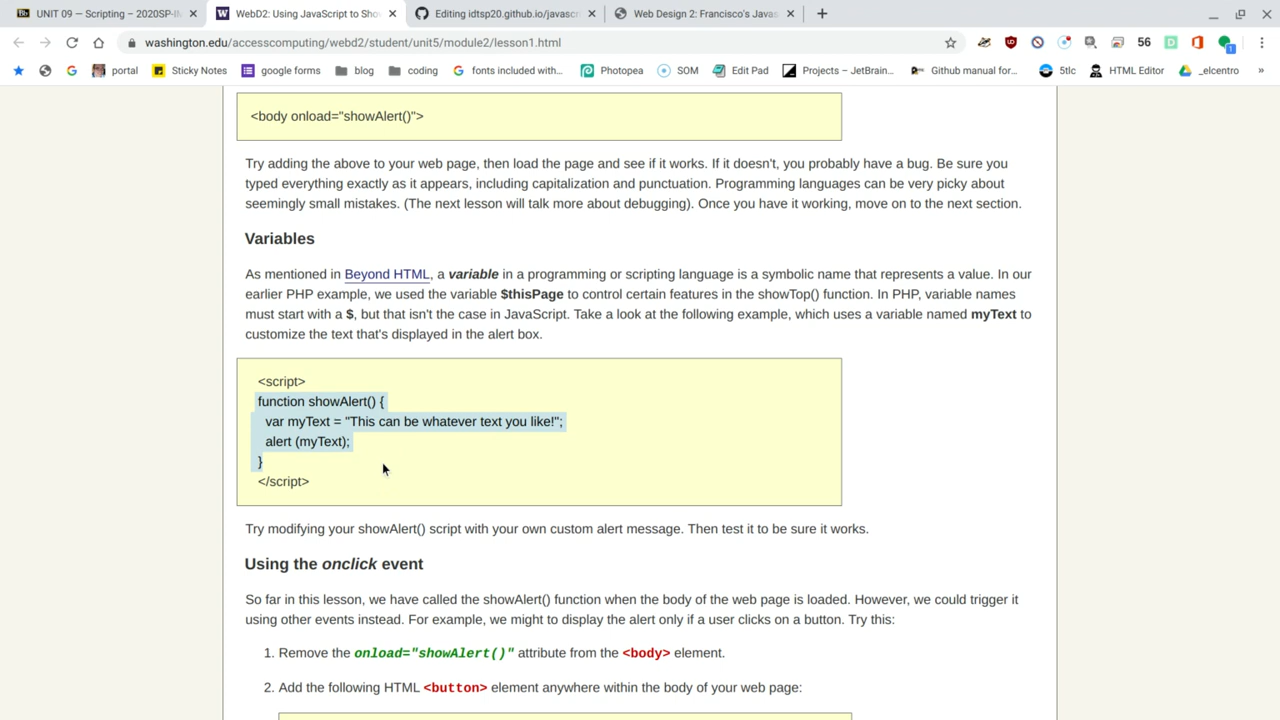 UNIT 09 — Scripting – 2020SP-I
WebD2: Using JavaScript to Sho
Editing idtsp20.github.io/javascr
Web Design 2: Francisco's Javas
washington.edu/accesscomputing/webd2/student/unit5/module2/lesson1.html
56
1
portal
Sticky Notes
google forms
blog
coding
fonts included with...
Photopea
SOM
Edit Pad
Projects – JetBrain...
Github manual for...
5tlc
HTML Editor
_elcentro
»
<body onload="showAlert()">
Try adding the above to your web page, then load the page and see if it works. If it doesn't, you probably have a bug. Be sure you
typed everything exactly as it appears, including capitalization and punctuation. Programming languages can be very picky about
seemingly small mistakes. (The next lesson will talk more about debugging). Once you have it working, move on to the next section.
Variables
As mentioned in Beyond HTML, a variable in a programming or scripting language is a symbolic name that represents a value. In our
earlier PHP example, we used the variable $thisPage to control certain features in the showTop() function. In PHP, variable names
must start with a $, but that isn't the case in JavaScript. Take a look at the following example, which uses a variable named myText to
customize the text that's displayed in the alert box.
<script>
function showAlert() {
var myText = "This can be whatever text you like!";
alert (myText);
}
</script>
Try modifying your showAlert() script with your own custom alert message. Then test it to be sure it works.
Using the onclick event
So far in this lesson, we have called the showAlert() function when the body of the web page is loaded. However, we could trigger it
using other events instead. For example, we might to display the alert only if a user clicks on a button. Try this:
1. Remove the onload="showAlert()" attribute from the <body> element.
2. Add the following HTML <button> element anywhere within the body of your web page: